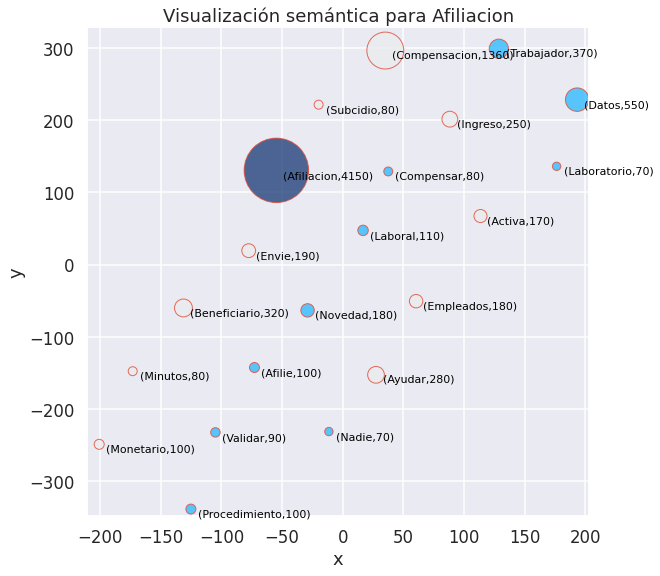 Visualización semántica para Afiliacion
300
200
100
0
−100
−200
−300
y
(Compensacion,1360)
(Trabajador,370)
(Datos,550)
(Subcidio,80)
(Ingreso,250)
(Afiliacion,4150)
(Compensar,80)
(Laboratorio,70)
(Activa,170)
(Laboral,110)
(Envie,190)
(Beneficiario,320)
(Novedad,180)
(Empleados,180)
(Minutos,80)
(Afilie,100)
(Ayudar,280)
(Monetario,100)
(Validar,90)
(Nadie,70)
(Procedimiento,100)
−200
−150
−100
−50
0
50
100
150
200
x